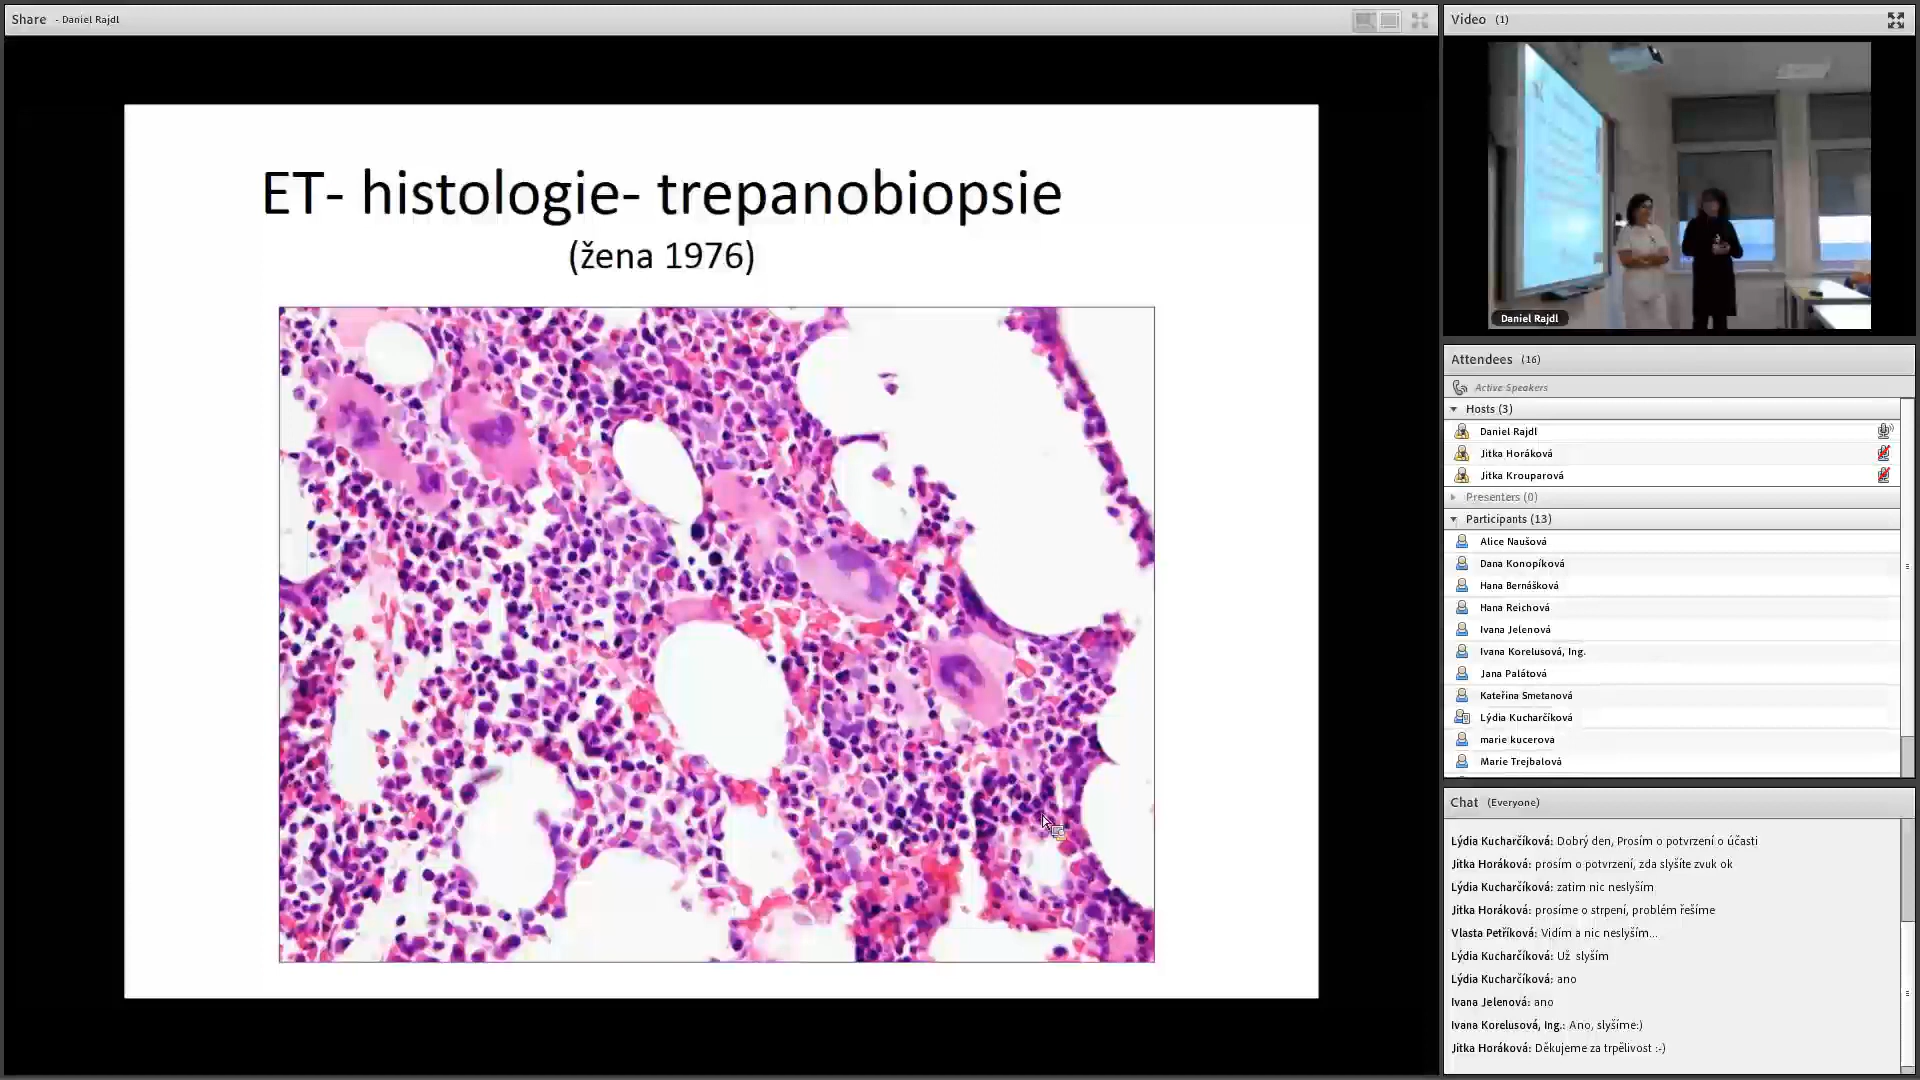 Share - Daniel Rajdl
ET- histologie- trepanobiopsie
(žena 1976)
Video (1)
Daniel Rajdl
Attendees (16)
Active Speakers
Hosts (3)
Daniel Rajdl
Jitka Horáková
Jitka Krouparová
Presenters (0)
Participants (13)
Alice Naušová
Dana Konopíková
Hana Bernášková
Hana Reichová
Ivana Jelenová
Ivana Korelusová, Ing.
Jana Palátová
Kateřina Smetanová
Lýdia Kucharčíková
marie kucerova
Marie Trejbalová
Chat (Everyone)
Lýdia Kucharčíková: Dobrý den, Prosím o potvrzení o účasti
Jitka Horáková: prosím o potvrzení, zda slyšíte zvuk ok
Lýdia Kucharčíková: zatim nic neslyším
Jitka Horáková: prosíme o strpení, problém řešíme
Vlasta Petříková: Vidím a nic neslyším...
Lýdia Kucharčíková: Už slyším
Lýdia Kucharčíková: ano
Ivana Jelenová: ano
Ivana Korelusová, Ing.: Ano, slyšíme:)
Jitka Horáková: Děkujeme za trpělivost :-)